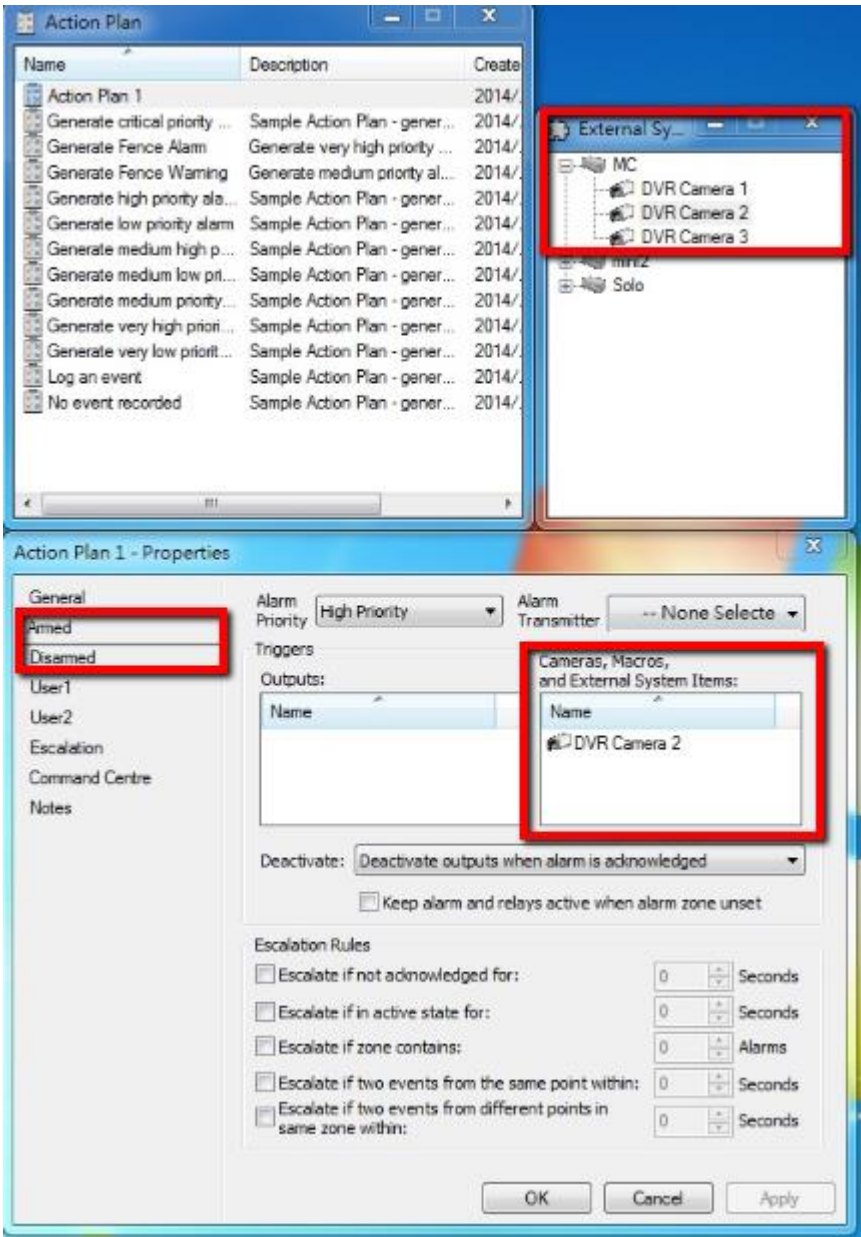 Action Plan
Name Description Create
Action Plan 1 2014/.
Generate critical priority ... Sample Action Plan - gener... 2014/.
Generate Fence Alarm Generate very high priority ... 2014/.
Generate Fence Warning Generate medium priority al... 2014/.
Generate high priority ala... Sample Action Plan - gener... 2014/.
Generate low priority alarm Sample Action Plan - gener... 2014/.
Generate medium high p... Sample Action Plan - gener... 2014/.
Generate medium low pri... Sample Action Plan - gener... 2014/.
Generate medium priority... Sample Action Plan - gener... 2014/.
Generate very high priori... Sample Action Plan - gener... 2014/.
Generate very low priorit... Sample Action Plan - gener... 2014/.
Log an event Sample Action Plan - gener... 2014/.
No event recorded Sample Action Plan - gener... 2014/.
External Sy...
MC
DVR Camera 1
DVR Camera 2
DVR Camera 3
mini2
Solo
Action Plan 1 - Properties
General
Armed
Disarmed
User1
User2
Escalation
Command Centre
Notes
Alarm
Priority
High Priority
Alarm
Transmitter
-- None Selecte
Triggers
Outputs:
Name
Cameras, Macros,
and External System Items:
Name
DVR Camera 2
Deactivate: Deactivate outputs when alarm is acknowledged
Keep alarm and relays active when alarm zone unset
Escalation Rules
Escalate if not acknowledged for: 0 Seconds
Escalate if in active state for: 0 Seconds
Escalate if zone contains: 0 Alarms
Escalate if two events from the same point within: 0 Seconds
Escalate if two events from different points in
same zone within: 0 Seconds
OK Cancel Apply